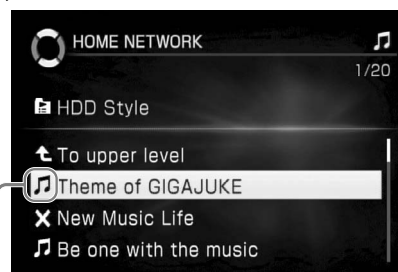 HOME NETWORK
1/20
HDD Style
To upper level
Theme of GIGAJUKE
New Music Life
Be one with the music